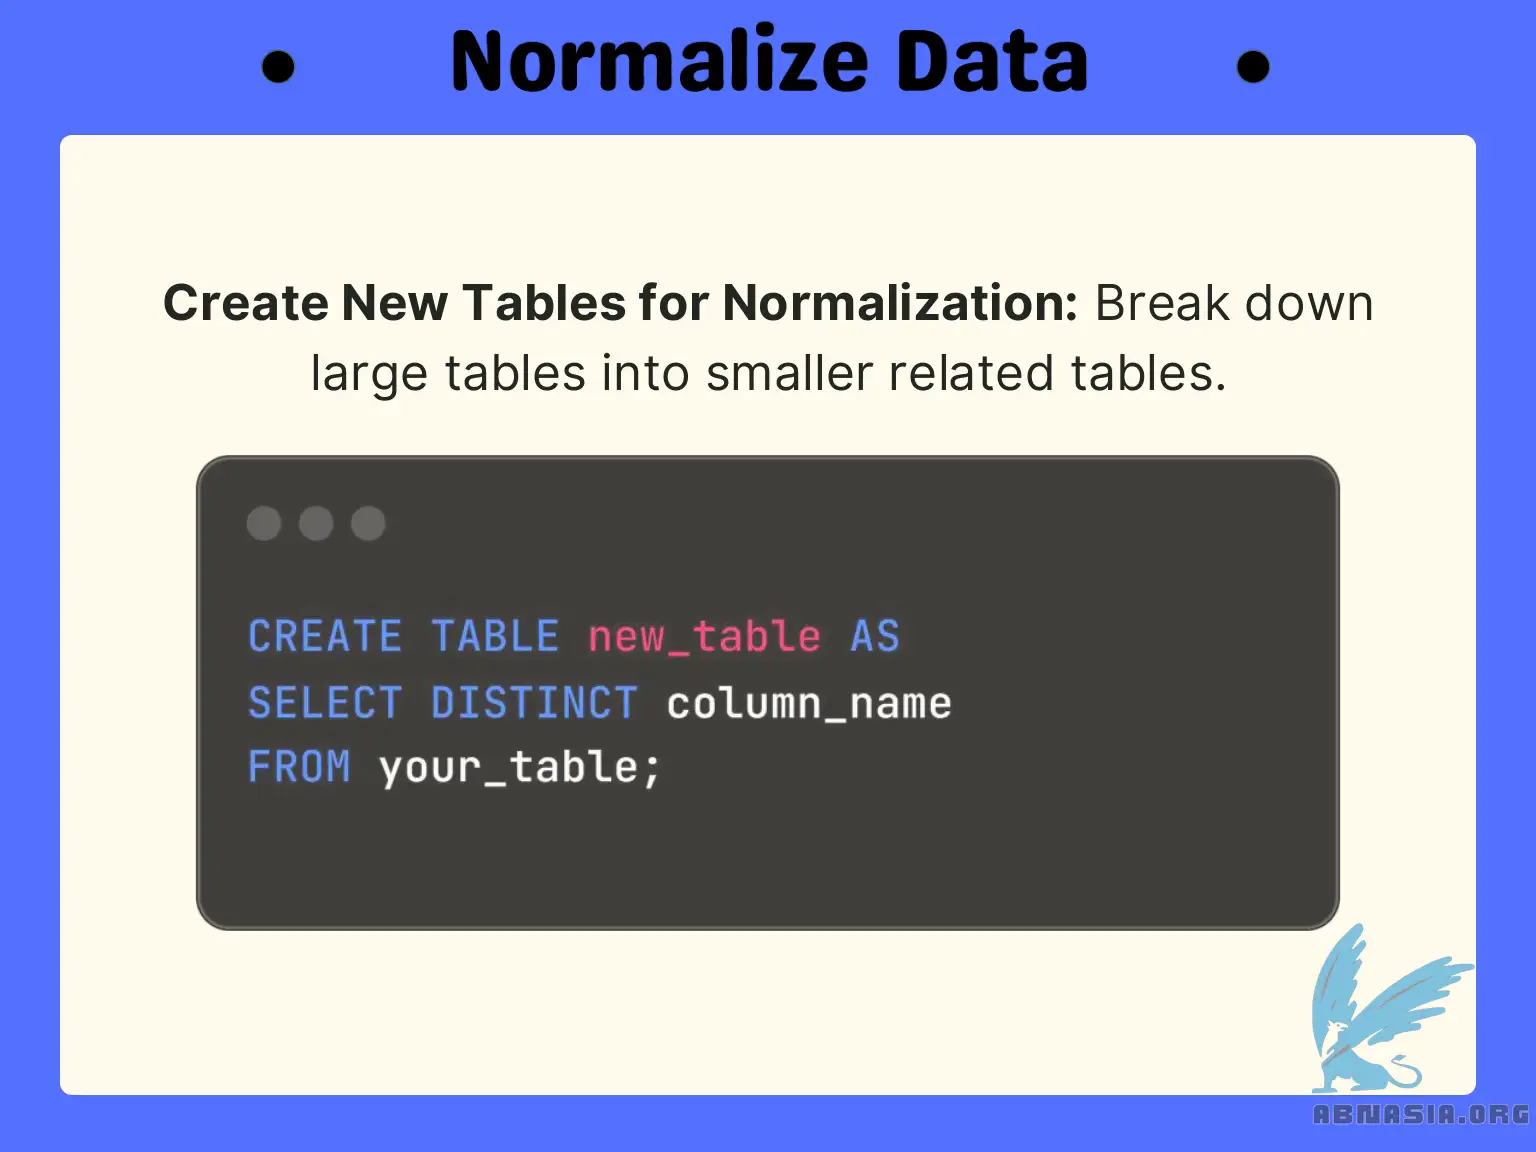 Normalize Data
Create New Tables for Normalization: Break down
large tables into smaller related tables.
CREATE TABLE new_table AS
SELECT DISTINCT column_name
FROM your_table;
ABNASIA.ORG